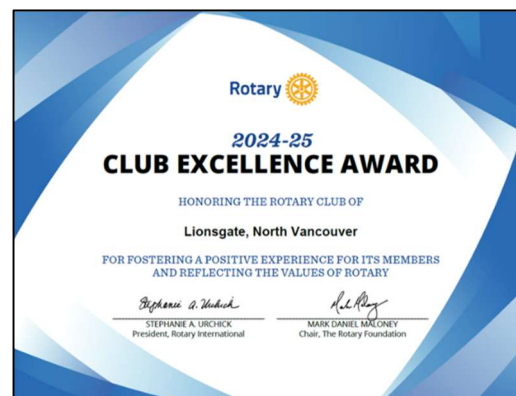 Rotary
2024-25
CLUB EXCELLENCE AWARD
HONORING THE ROTARY CLUB OF
Lionsgate, North Vancouver
FOR FOSTERING A POSITIVE EXPERIENCE FOR ITS MEMBERS
AND REFLECTING THE VALUES OF ROTARY
Stephanie A. Urchick
STEPHANIE A. URCHICK
President, Rotary International
MARK DANIEL MALONEY
Chair, The Rotary Foundation